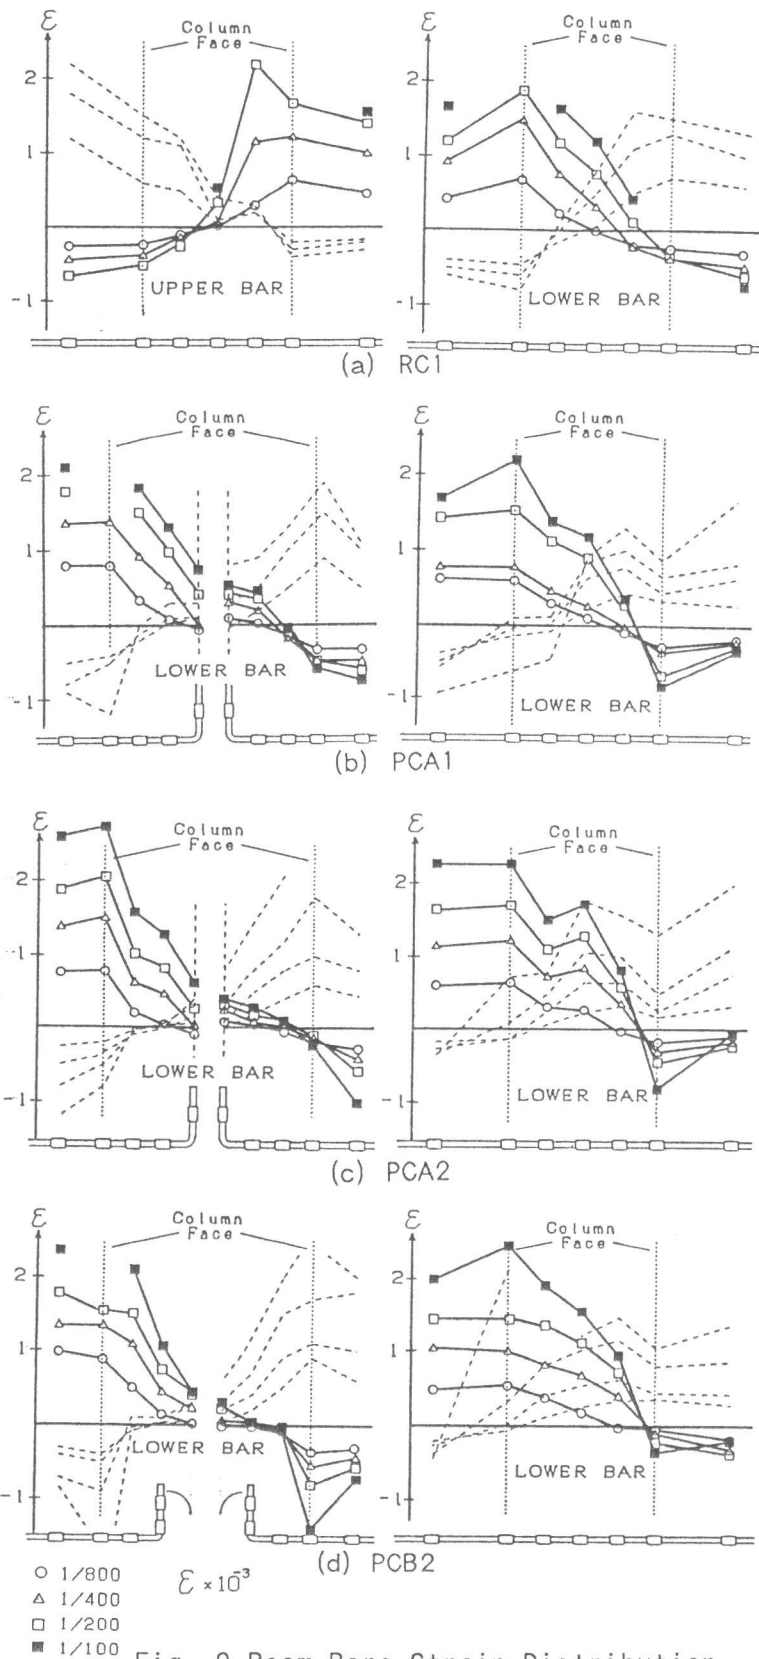 ε
Column
Face
2
1
-1
UPPER BAR
ε
Column
Face
2
1
-1
LOWER BAR
(a) RC1
ε
Column
Face
2
1
-1
LOWER BAR
ε
Column
Face
2
1
-1
LOWER BAR
(b) PCA1
ε
Column
Face
2
1
-1
LOWER BAR
ε
Column
Face
2
1
-1
LOWER BAR
(c) PCA2
ε
Column
Face
2
1
-1
LOWER BAR
ε
Column
Face
2
1
-1
LOWER BAR
(d) PCB2
○ 1/800
△ 1/400
□ 1/200
■ 1/100
ε ×10⁻³
Fig. 9 Beam Bars Strain Distribution